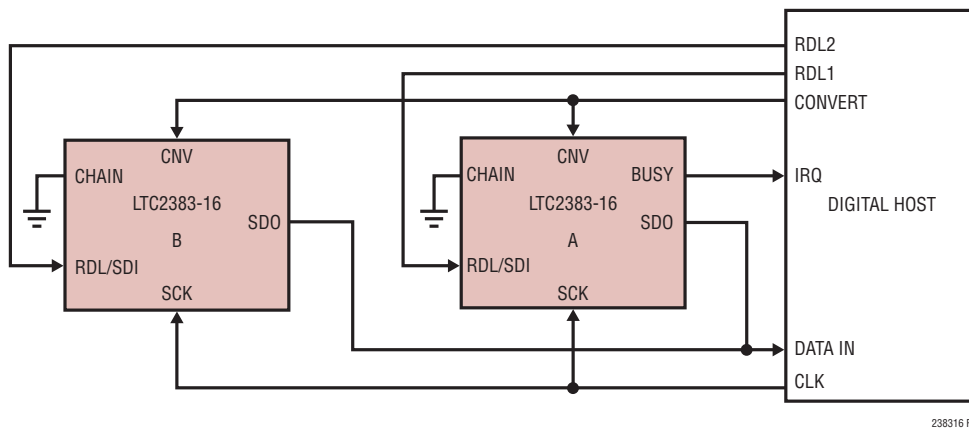 RDL2
RDL1
CONVERT
IRQ
DIGITAL HOST
DATA IN
CLK
CNV
CHAIN
LTC2383-16
SDO
B
RDL/SDI
SCK
CNV
CHAIN
BUSY
LTC2383-16
SDO
A
RDL/SDI
SCK
238316 F